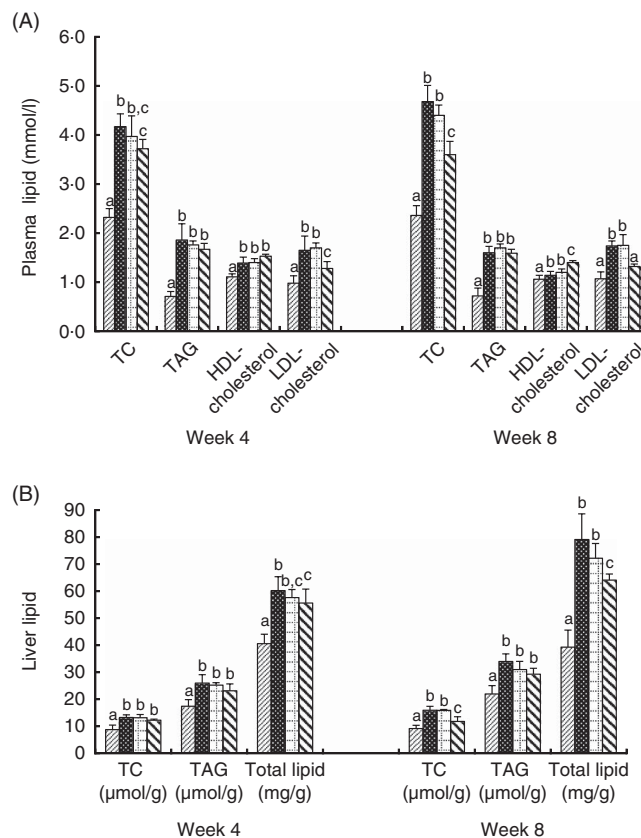 (A)
6·0
5·0
4·0
3·0
2·0
1·0
0·0
Plasma lipid (mmol/l)
a b b,c c
a b b b
a b b b
a b b c
a b b c
a b b b
a b b c
a b b a
TC
TAG
HDL-
cholesterol
LDL-
cholesterol
TC
TAG
HDL-
cholesterol
LDL-
cholesterol
Week 4
Week 8
(B)
90
80
70
60
50
40
30
20
10
0
Liver lipid
a b b b
a b b b
a b b,c c
a b b c
a b b b
a b b c
TC TAG Total lipid TC TAG Total lipid
(μmol/g) (μmol/g) (mg/g) (μmol/g) (μmol/g) (mg/g)
Week 4 Week 8